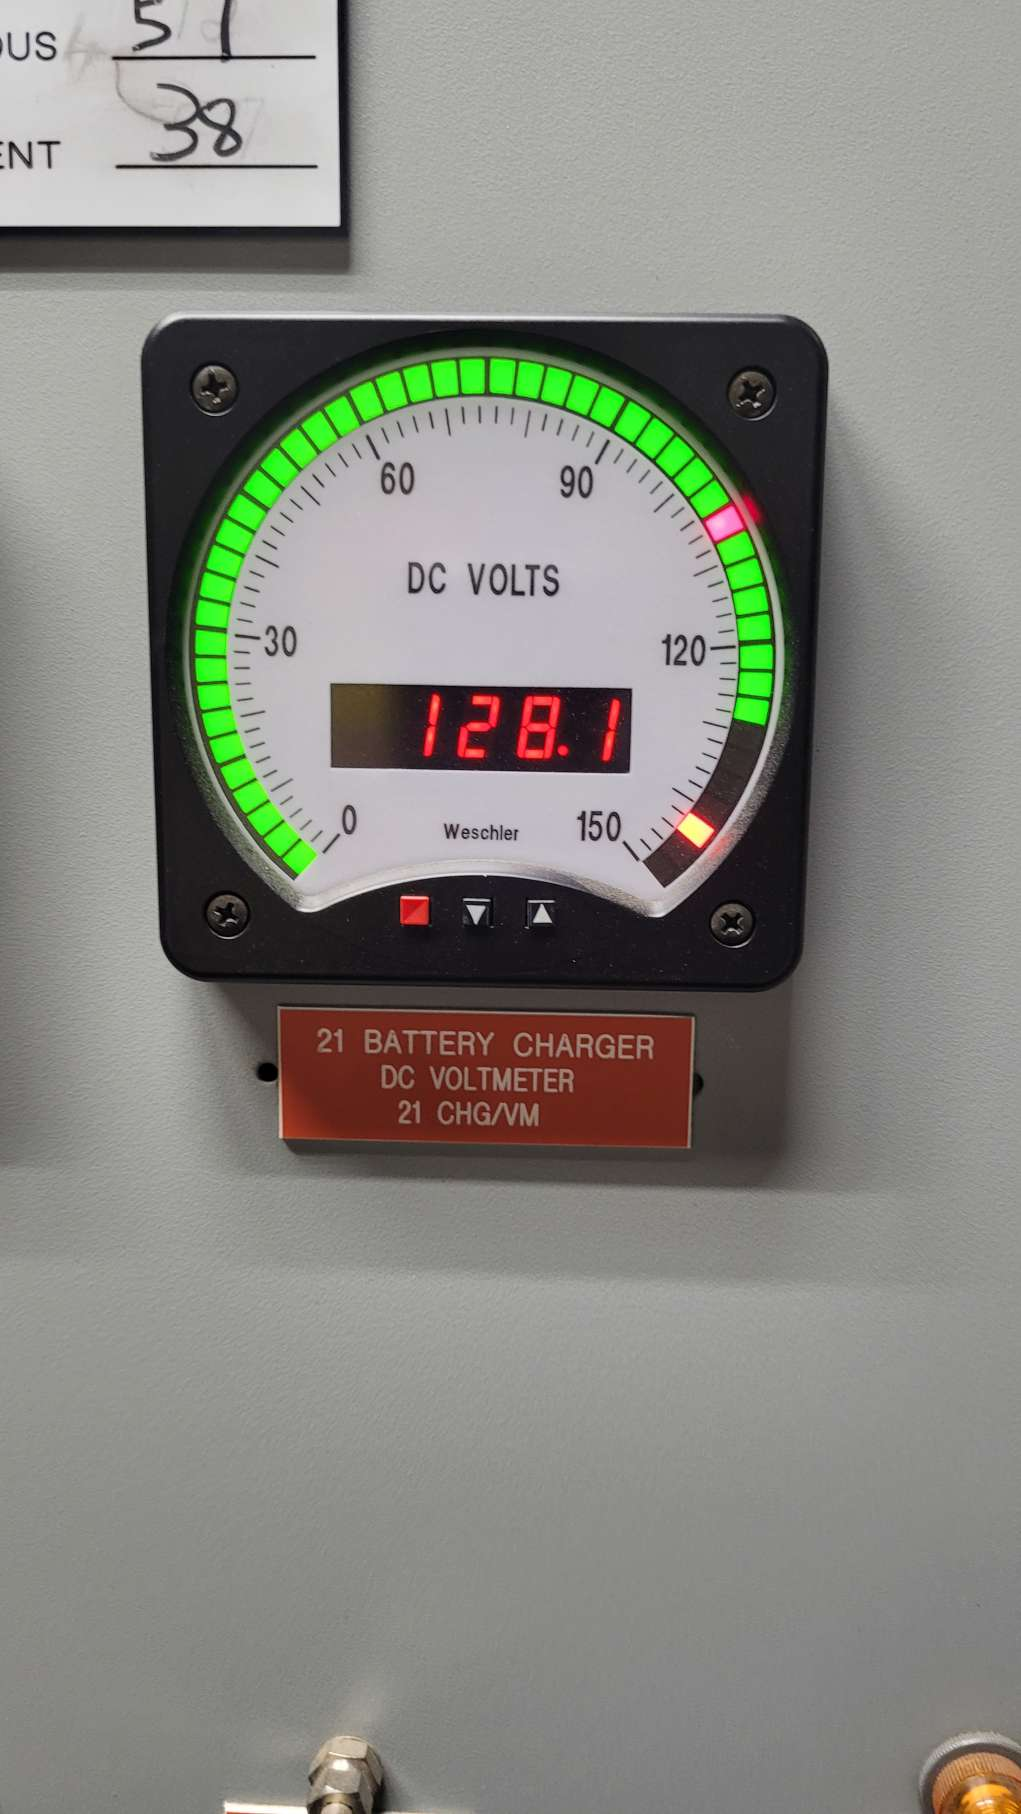 OUS 51
ENT 38
60 90
DC VOLTS
30 120
128.1
0 Weschler 150
21 BATTERY CHARGER
DC VOLTMETER
21 CHG/VM